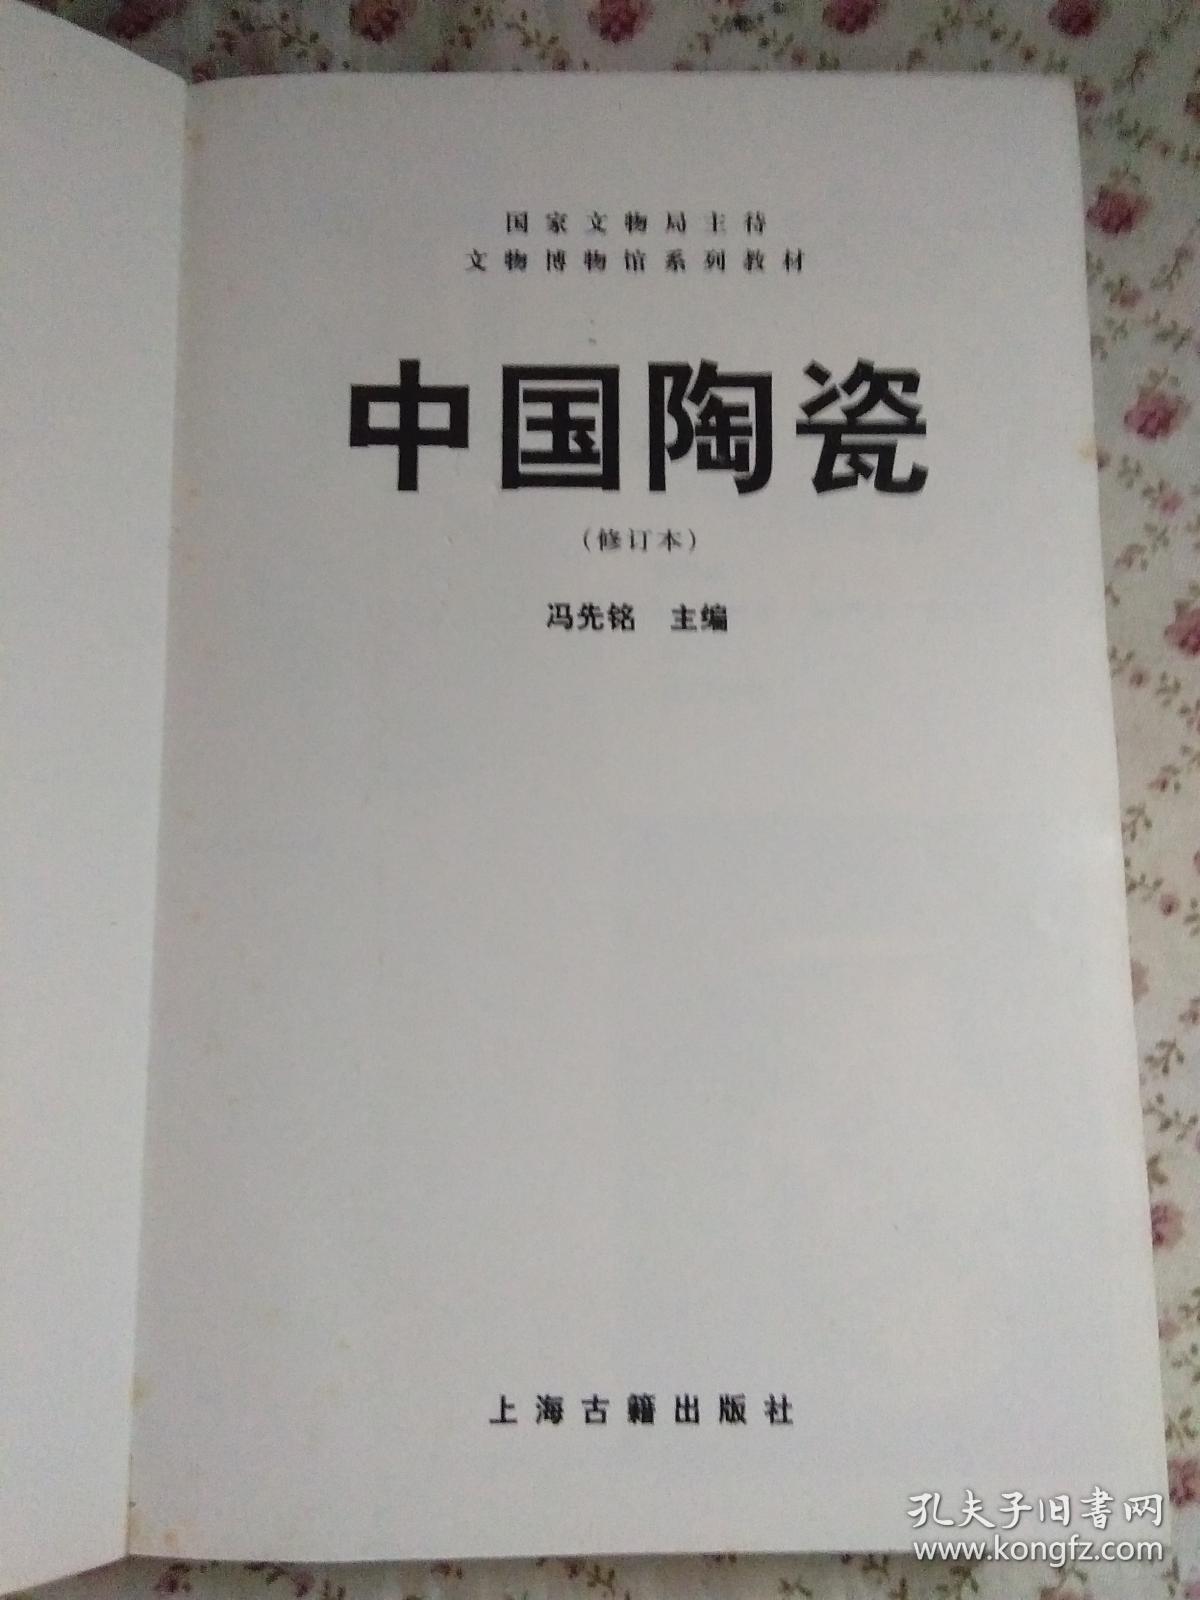 国家文物局主待
文物博物馆系列教材
中国陶瓷
(修订本)
冯先铭 主编
上海古籍出版社
孔夫子旧书网
www.kongfz.com